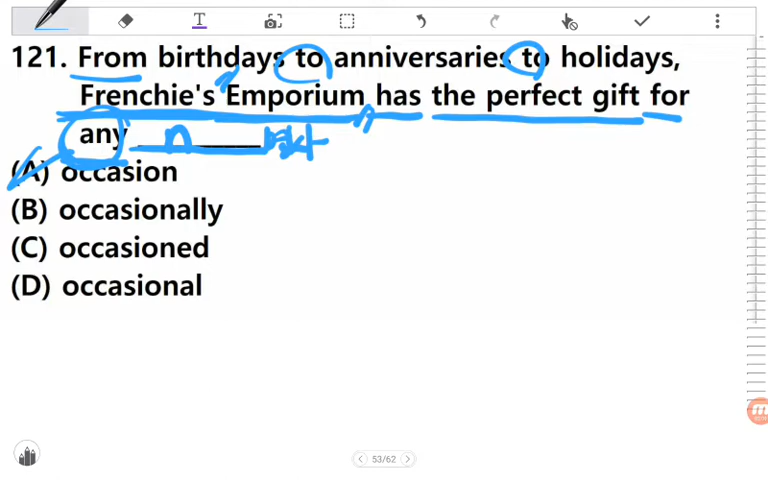 121. From birthdays to anniversaries to holidays,
Frenchie's Emporium has the perfect gift for
any n
(A) occasion
(B) occasionally
(C) occasioned
(D) occasional
53/62